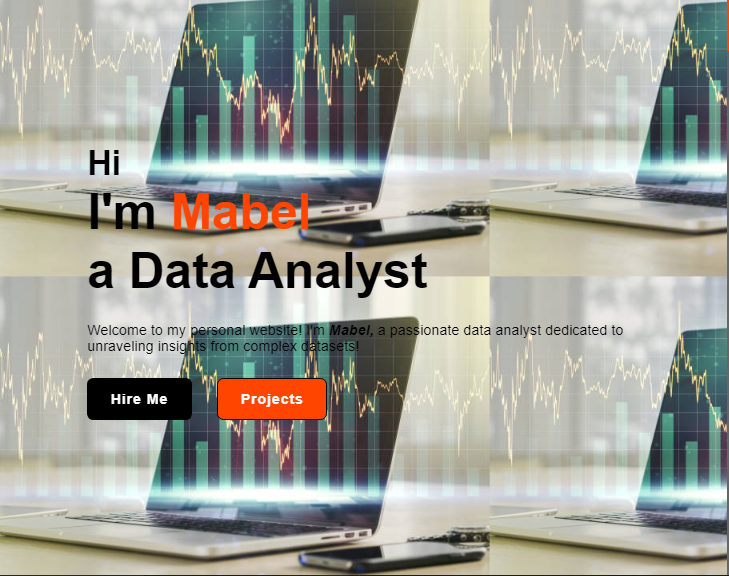 Hi
I'm Mabel
a Data Analyst
Welcome to my personal website! I'm Mabel, a passionate data analyst dedicated to
unraveling insights from complex datasets!
Hire Me
Projects